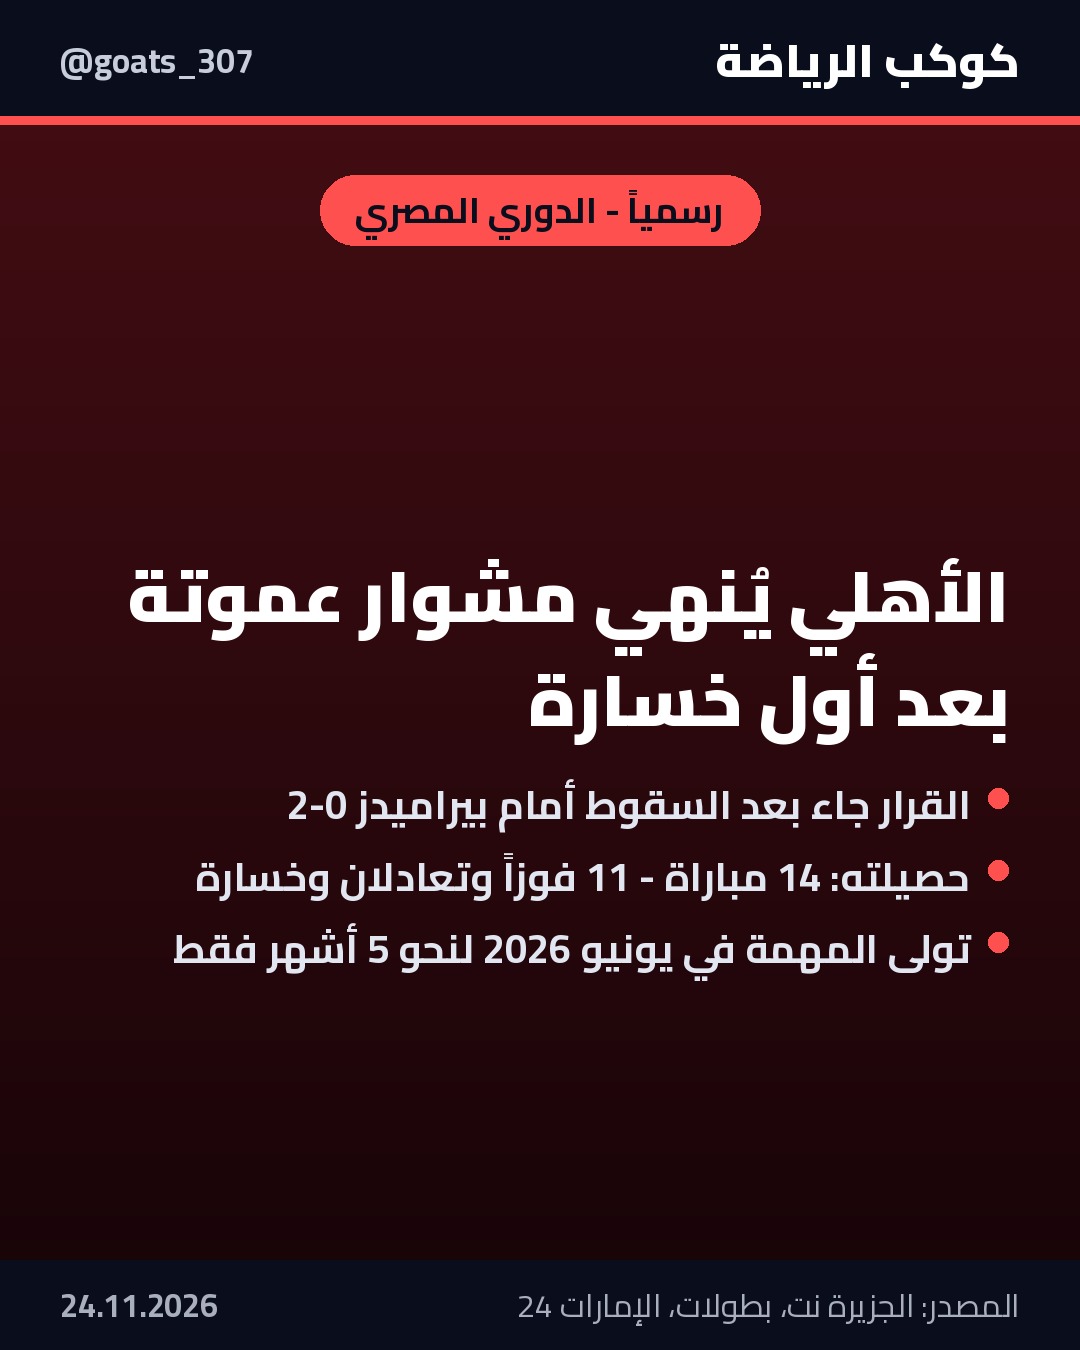 كوكب الرياضة
@goats_307
رسمياً - الدوري المصري
الأهلي يُنهي مشوار عموتة
بعد أول خسارة
القرار جاء بعد السقوط أمام بيراميدز 0-2
حصيلته: 14 مباراة - 11 فوزاً وتعادلان وخسارة
تولى المهمة في يونيو 2026 لنحو 5 أشهر فقط
المصدر: الجزيرة نت، بطولات، الإمارات 24
24.11.2026